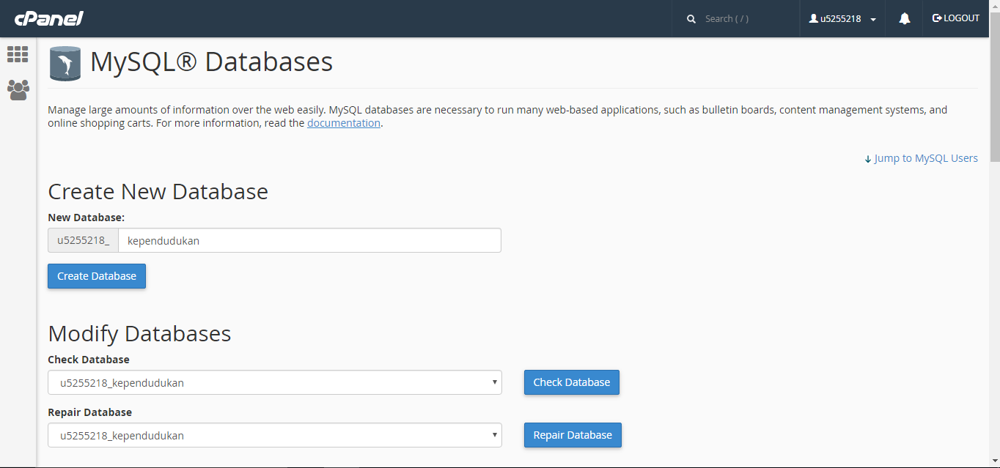 cPanel
Search ( / )
u5255218
LOGOUT
MySQL® Databases
Manage large amounts of information over the web easily. MySQL databases are necessary to run many web-based applications, such as bulletin boards, content management systems, and
online shopping carts. For more information, read the documentation.
Jump to MySQL Users
Create New Database
New Database:
u5255218_ kependudukan
Create Database
Modify Databases
Check Database
u5255218_kependudukan
Check Database
Repair Database
u5255218_kependudukan
Repair Database